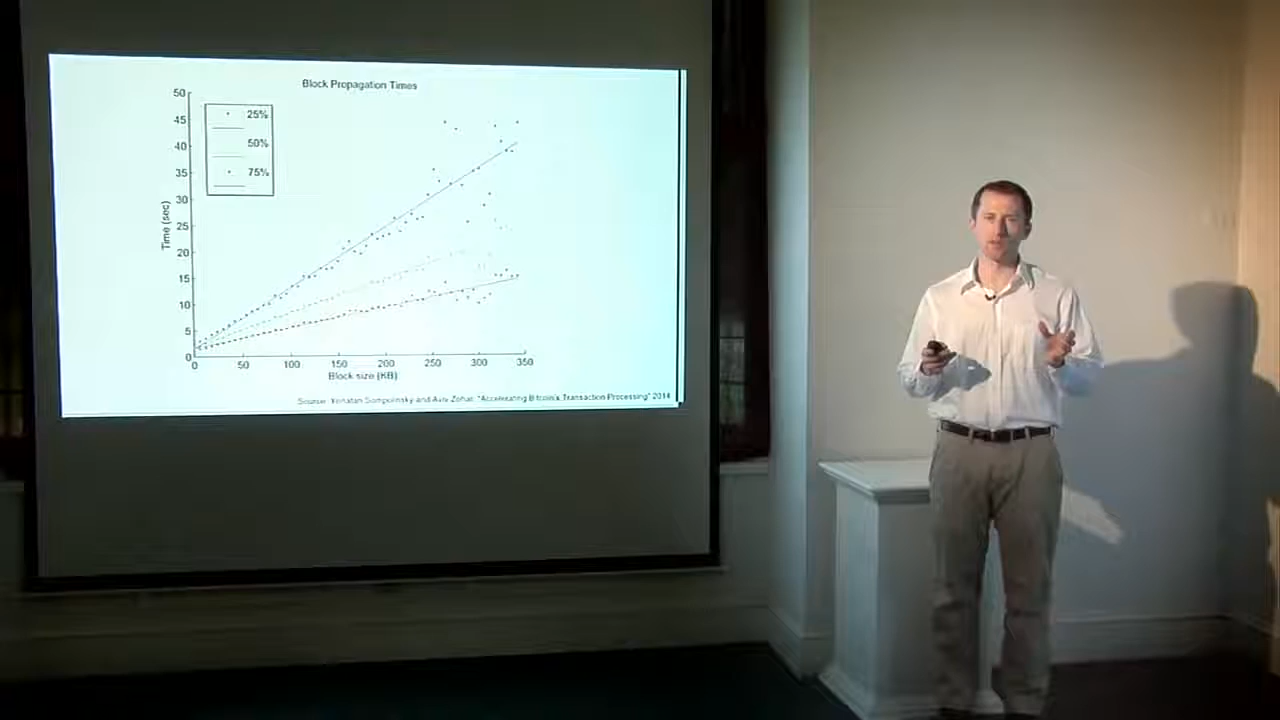 Block Propagation Times
50
45
40
35
30
25
20
15
10
5
0
25%
50%
75%
Time (sec)
0 50 100 150 200 250 300 350
Block size (KB)
Source: Yonatan Sompolinsky and Aviv Zohar. "Accelerating Bitcoin's Transaction Processing" 2014